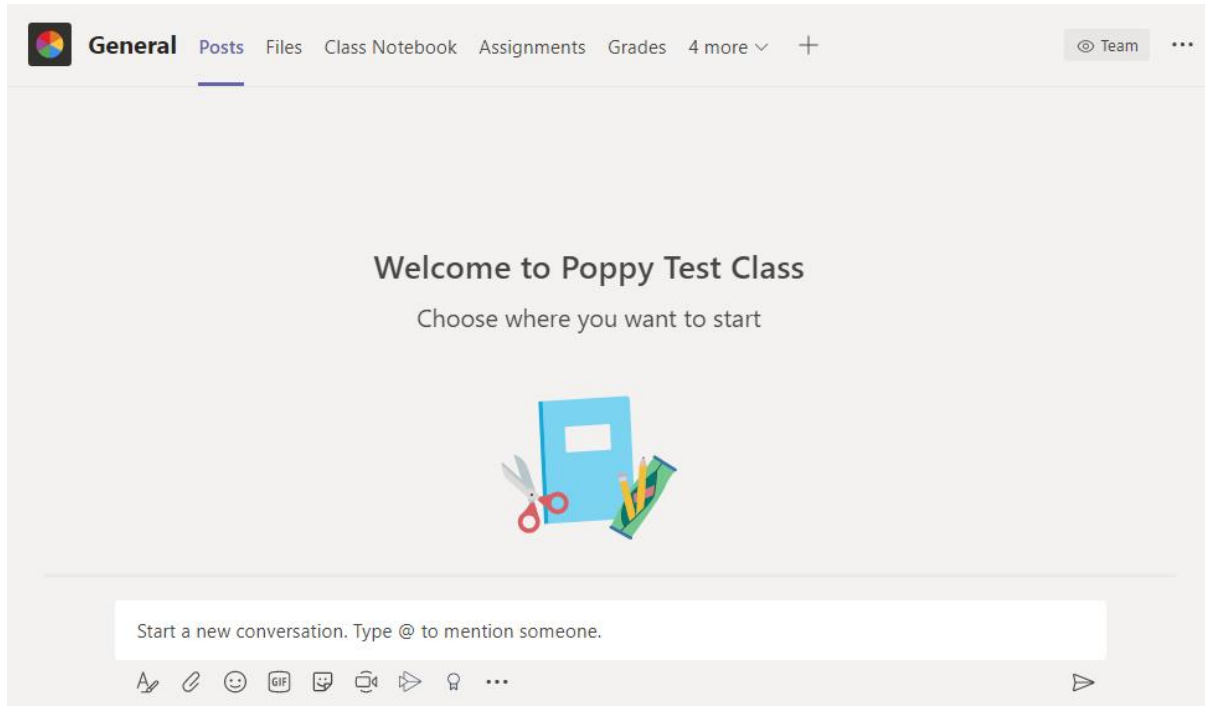 General Posts Files Class Notebook Assignments Grades 4 more Team
Welcome to Poppy Test Class
Choose where you want to start
Start a new conversation. Type @ to mention someone.
GIF